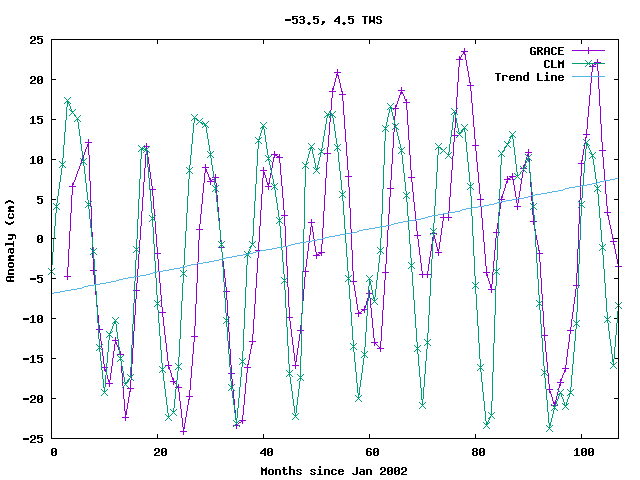 -53.5, 4.5 TWS
GRACE
CLM
Trend Line
25
20
15
10
5
0
-5
-10
-15
-20
-25
Anomaly (cm)
0 20 40 60 80 100
Months since Jan 2002